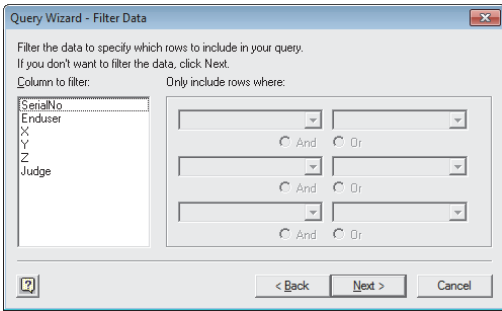 Query Wizard - Filter Data
Filter the data to specify which rows to include in your query.
If you don't want to filter the data, click Next.
Column to filter:
Only include rows where:
SerialNo
Enduser
X
Y
Z
Judge
And Or
And Or
And Or
< Back Next > Cancel